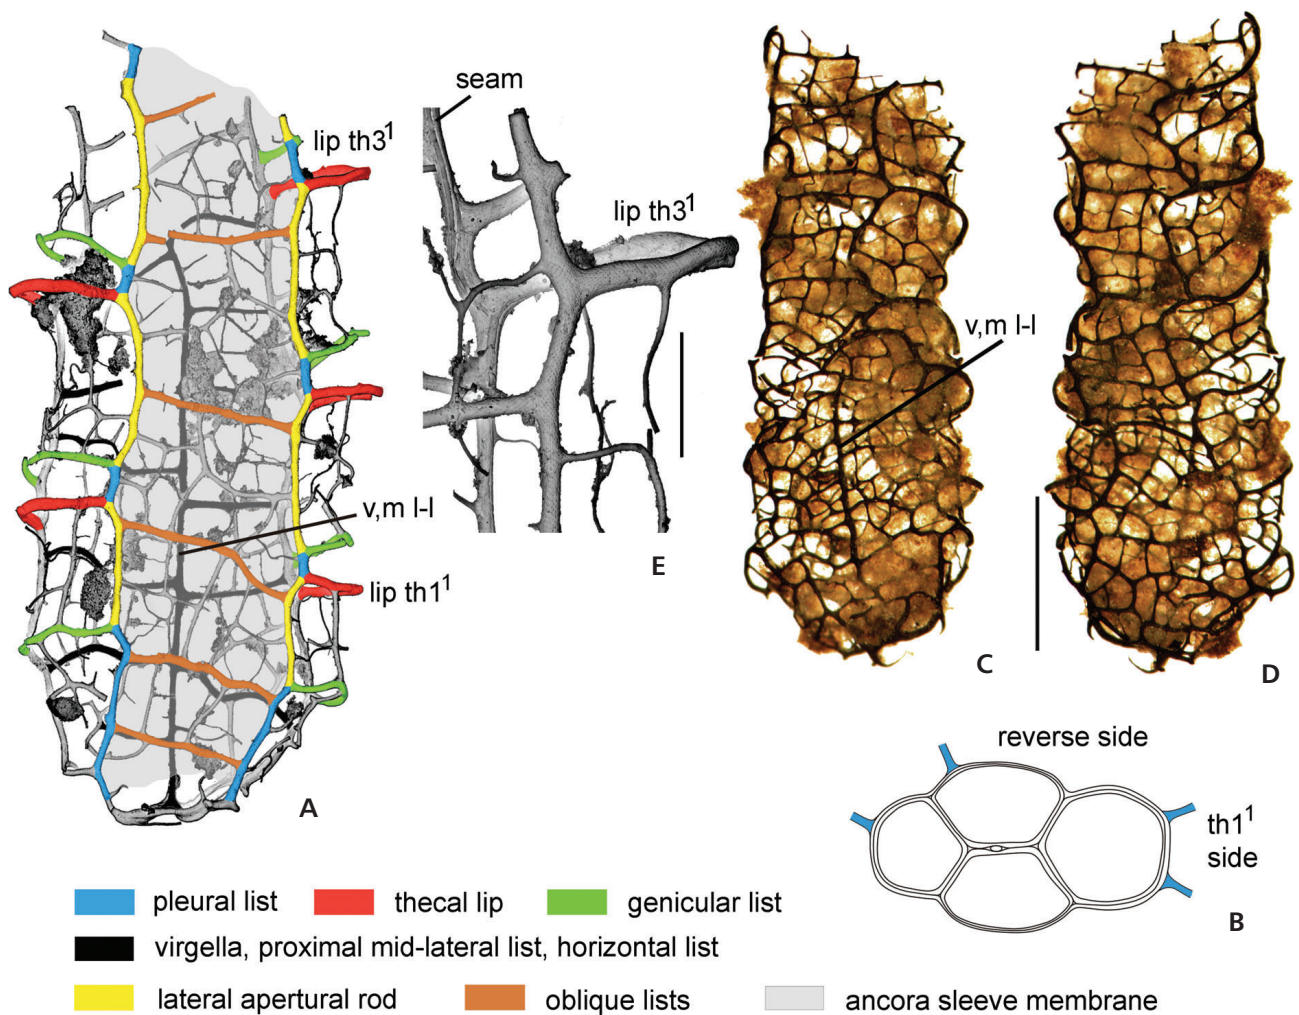 seam
lip th3¹
lip th3¹
v,m l-l
v,m l-l
lip th1¹
E
C
D
A
reverse side
th1¹
side
B
pleural list
thecal lip
genicular list
virgella, proximal mid-lateral list, horizontal list
lateral apertural rod
oblique lists
ancora sleeve membrane